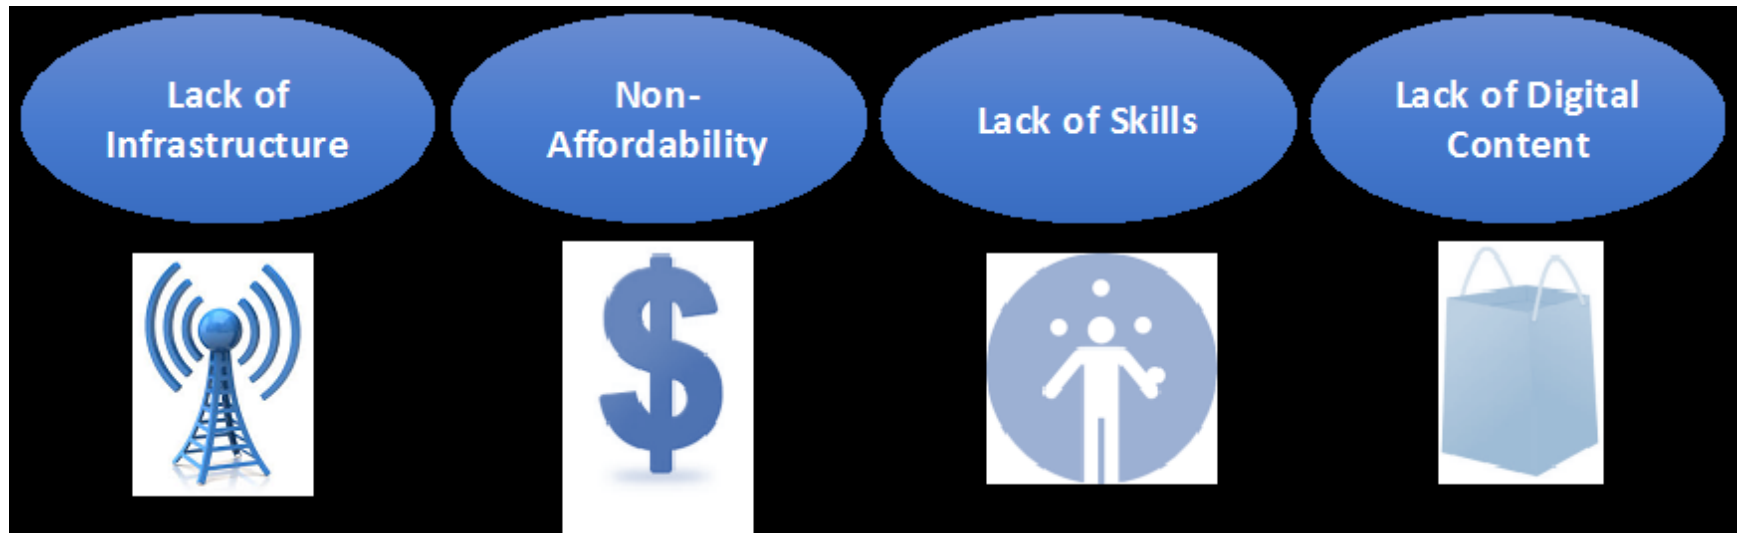 Lack of
Infrastructure
Non-
Affordability
Lack of Skills
Lack of Digital
Content